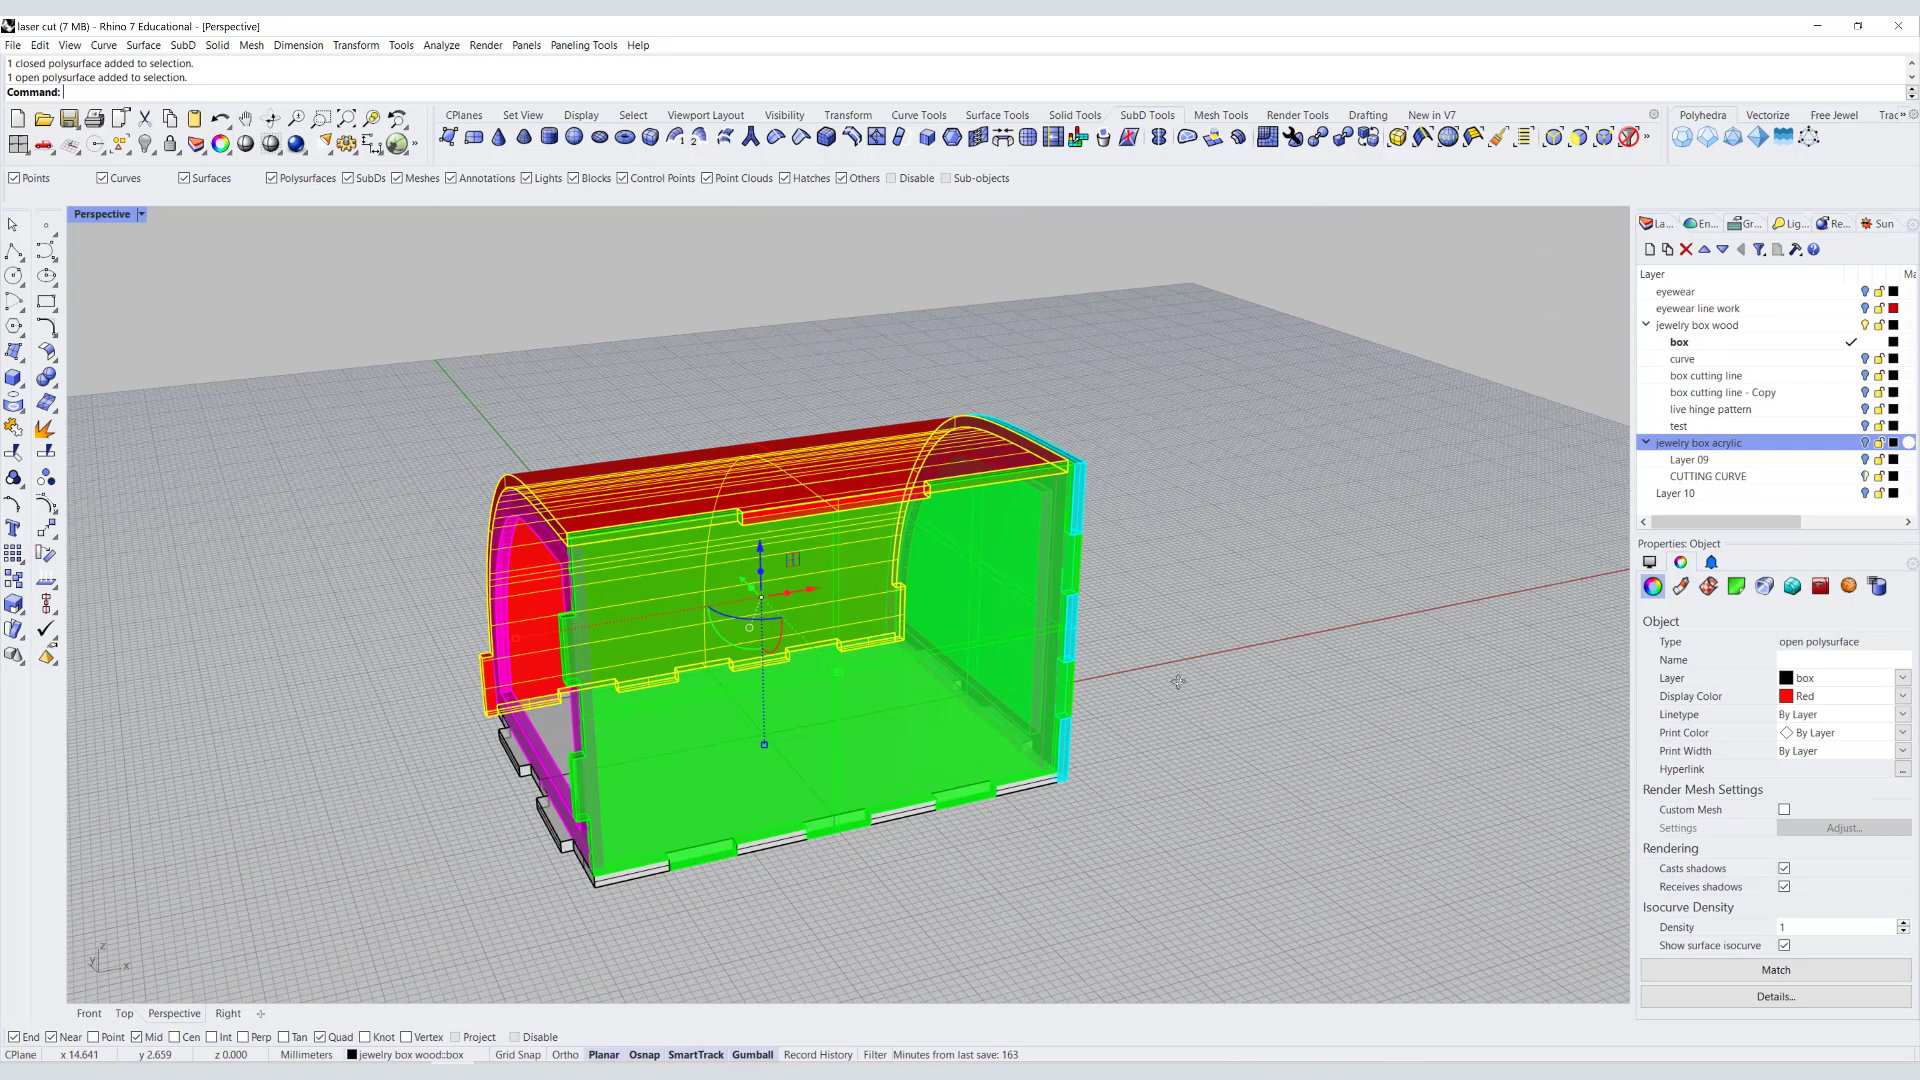 laser cut (7 MB) - Rhino 7 Educational - [Perspective]
File Edit View Curve Surface SubD Solid Mesh Dimension Transform Tools Analyze Render Panels Paneling Tools Help
1 closed polysurface added to selection.
1 open polysurface added to selection.
Command:
CPlanes Set View Display Select Viewport Layout Visibility Transform Curve Tools Surface Tools Solid Tools SubD Tools Mesh Tools Render Tools Drafting New in V7 Polyhedra Vectorize Free Jewel Trac
Points Curves Surfaces Polysurfaces SubDs Meshes Annotations Lights Blocks Control Points Point Clouds Hatches Others Disable Sub-objects
Perspective
La... En... Gr... Lig... Re... Sun
Layer Ma
eyewear
eyewear line work
jewelry box wood
box
curve
box cutting line
box cutting line - Copy
live hinge pattern
test
jewelry box acrylic
Layer 09
CUTTING CURVE
Layer 10
Properties: Object
Object
Type open polysurface
Name
Layer box
Display Color Red
Linetype By Layer
Print Color By Layer
Print Width By Layer
Hyperlink ...
Render Mesh Settings
Custom Mesh
Settings Adjust...
Rendering
Casts shadows
Receives shadows
Isocurve Density
Density 1
Show surface isocurve
Match
Details...
z
y x
Front Top Perspective Right
End Near Point Mid Cen Int Perp Tan Quad Knot Vertex Project Disable
CPlane x 14.641 y 2.659 z 0.000 Millimeters jewelry box wood::box Grid Snap Ortho Planar Osnap SmartTrack Gumball Record History Filter Minutes from last save: 163